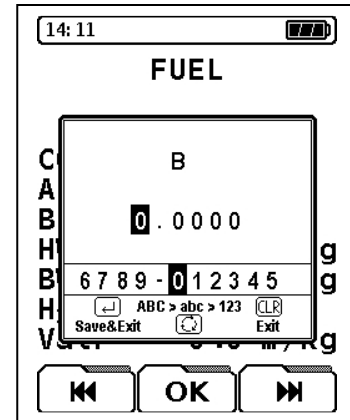 14:11
FUEL
B
0.0000
6789-012345
ABC > abc > 123 CLR
Save&Exit Exit
OK